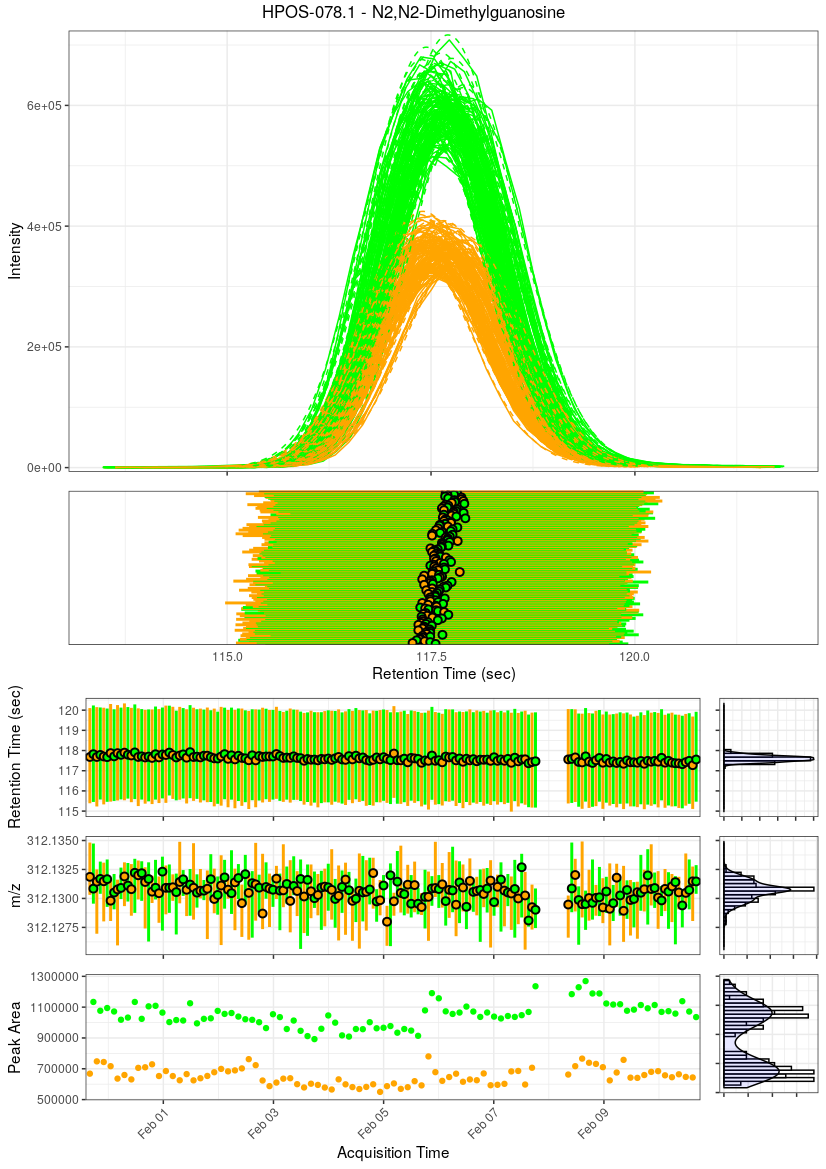 HPOS-078.1 - N2,N2-Dimethylguanosine
Intensity
6e+05
4e+05
2e+05
0e+00
115.0
117.5
120.0
Retention Time (sec)
Retention Time (sec)
120
119
118
117
116
115
m/z
312.1350
312.1325
312.1300
312.1275
Peak Area
1300000
1100000
900000
700000
500000
Feb 01
Feb 03
Feb 05
Feb 07
Feb 09
Acquisition Time